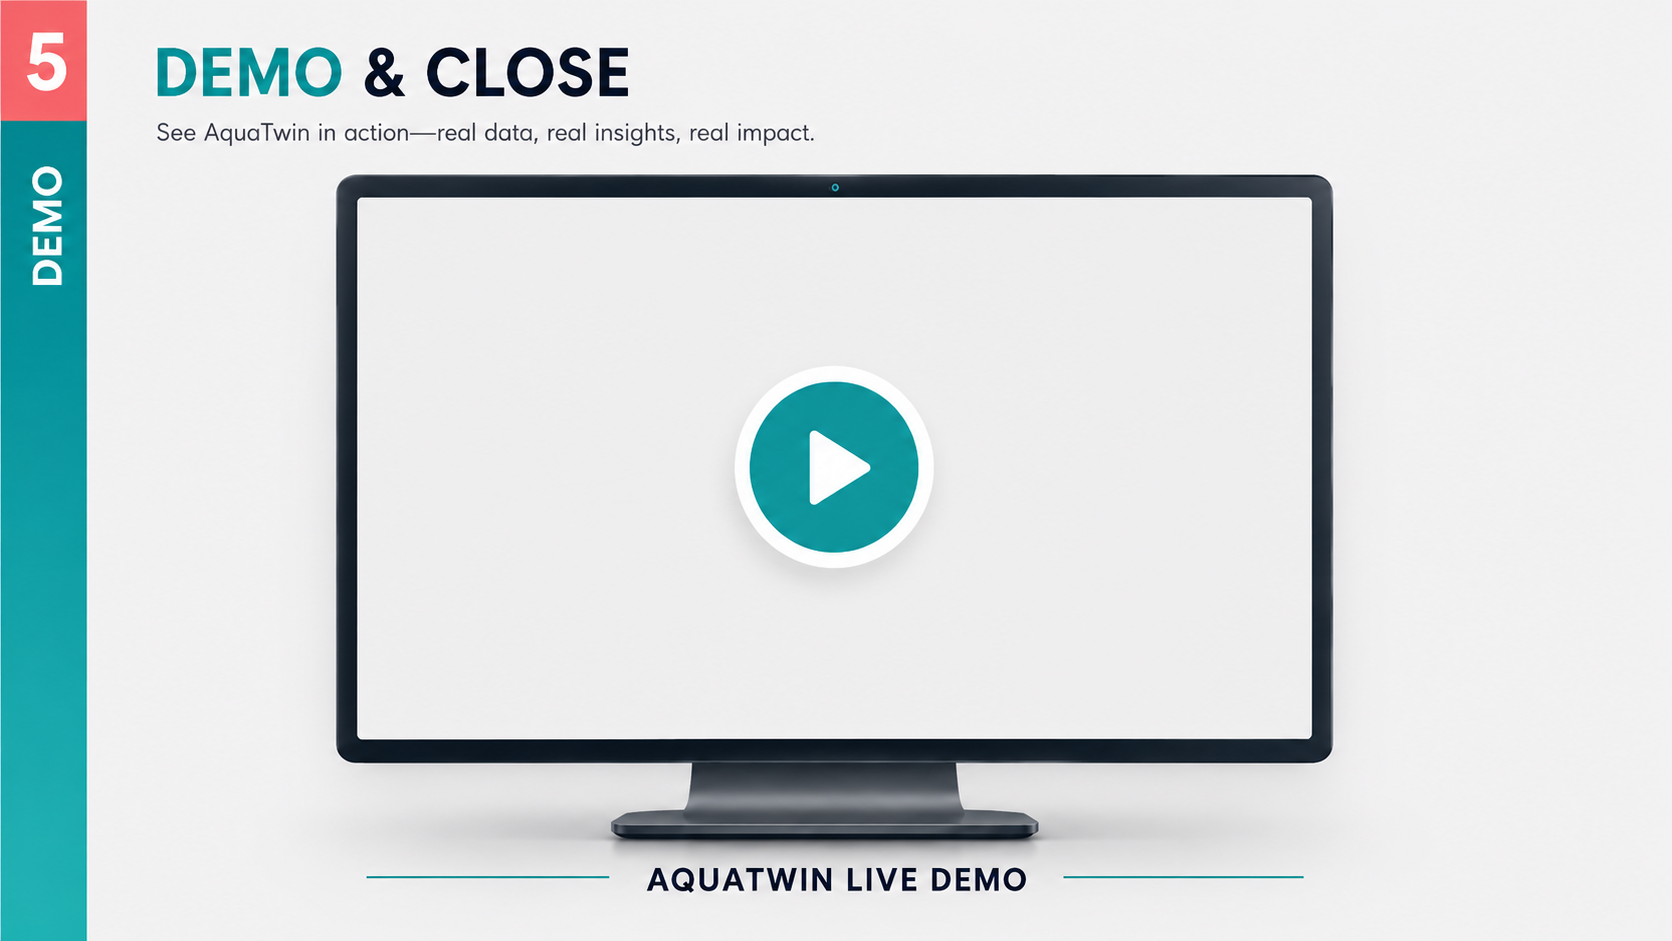 5
DEMO
DEMO & CLOSE
See AquaTwin in action—real data, real insights, real impact.
AQUATWIN LIVE DEMO